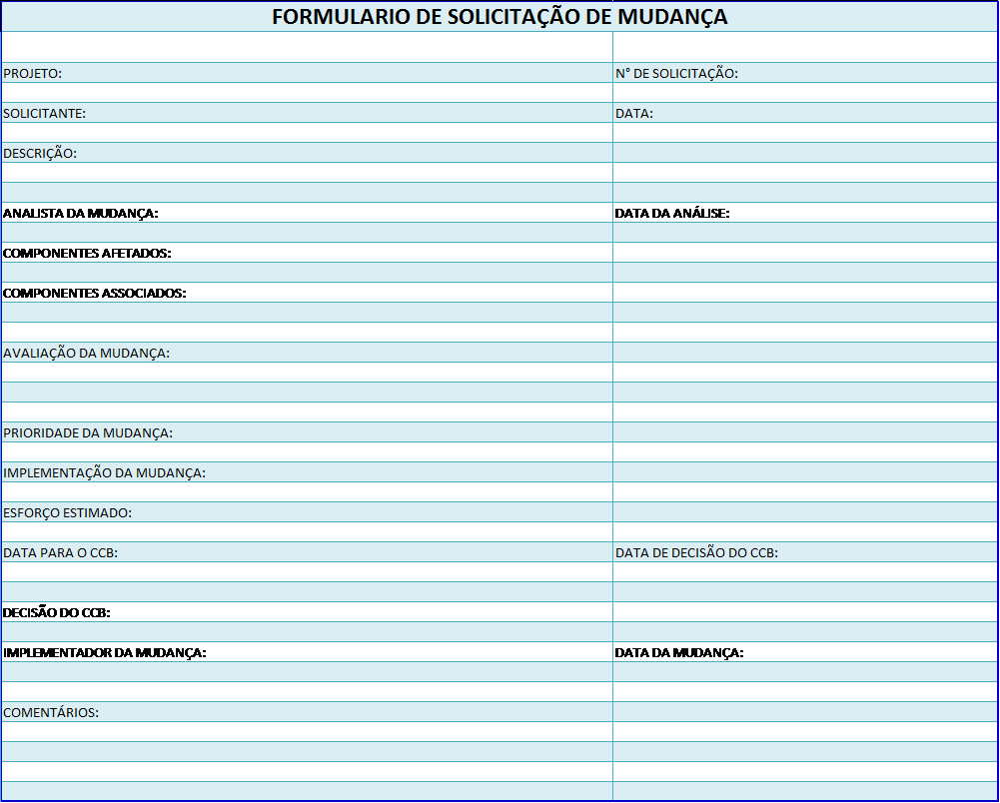 FORMULARIO DE SOLICITAÇÃO DE MUDANÇA
PROJETO: N° DE SOLICITAÇÃO:
SOLICITANTE: DATA:
DESCRIÇÃO:
ANALISTA DA MUDANÇA: DATA DA ANÁLISE:
COMPONENTES AFETADOS:
COMPONENTES ASSOCIADOS:
AVALIAÇÃO DA MUDANÇA:
PRIORIDADE DA MUDANÇA:
IMPLEMENTAÇÃO DA MUDANÇA:
ESFORÇO ESTIMADO:
DATA PARA O CCB: DATA DE DECISÃO DO CCB:
DECISÃO DO CCB:
IMPLEMENTADOR DA MUDANÇA: DATA DA MUDANÇA:
COMENTÁRIOS: